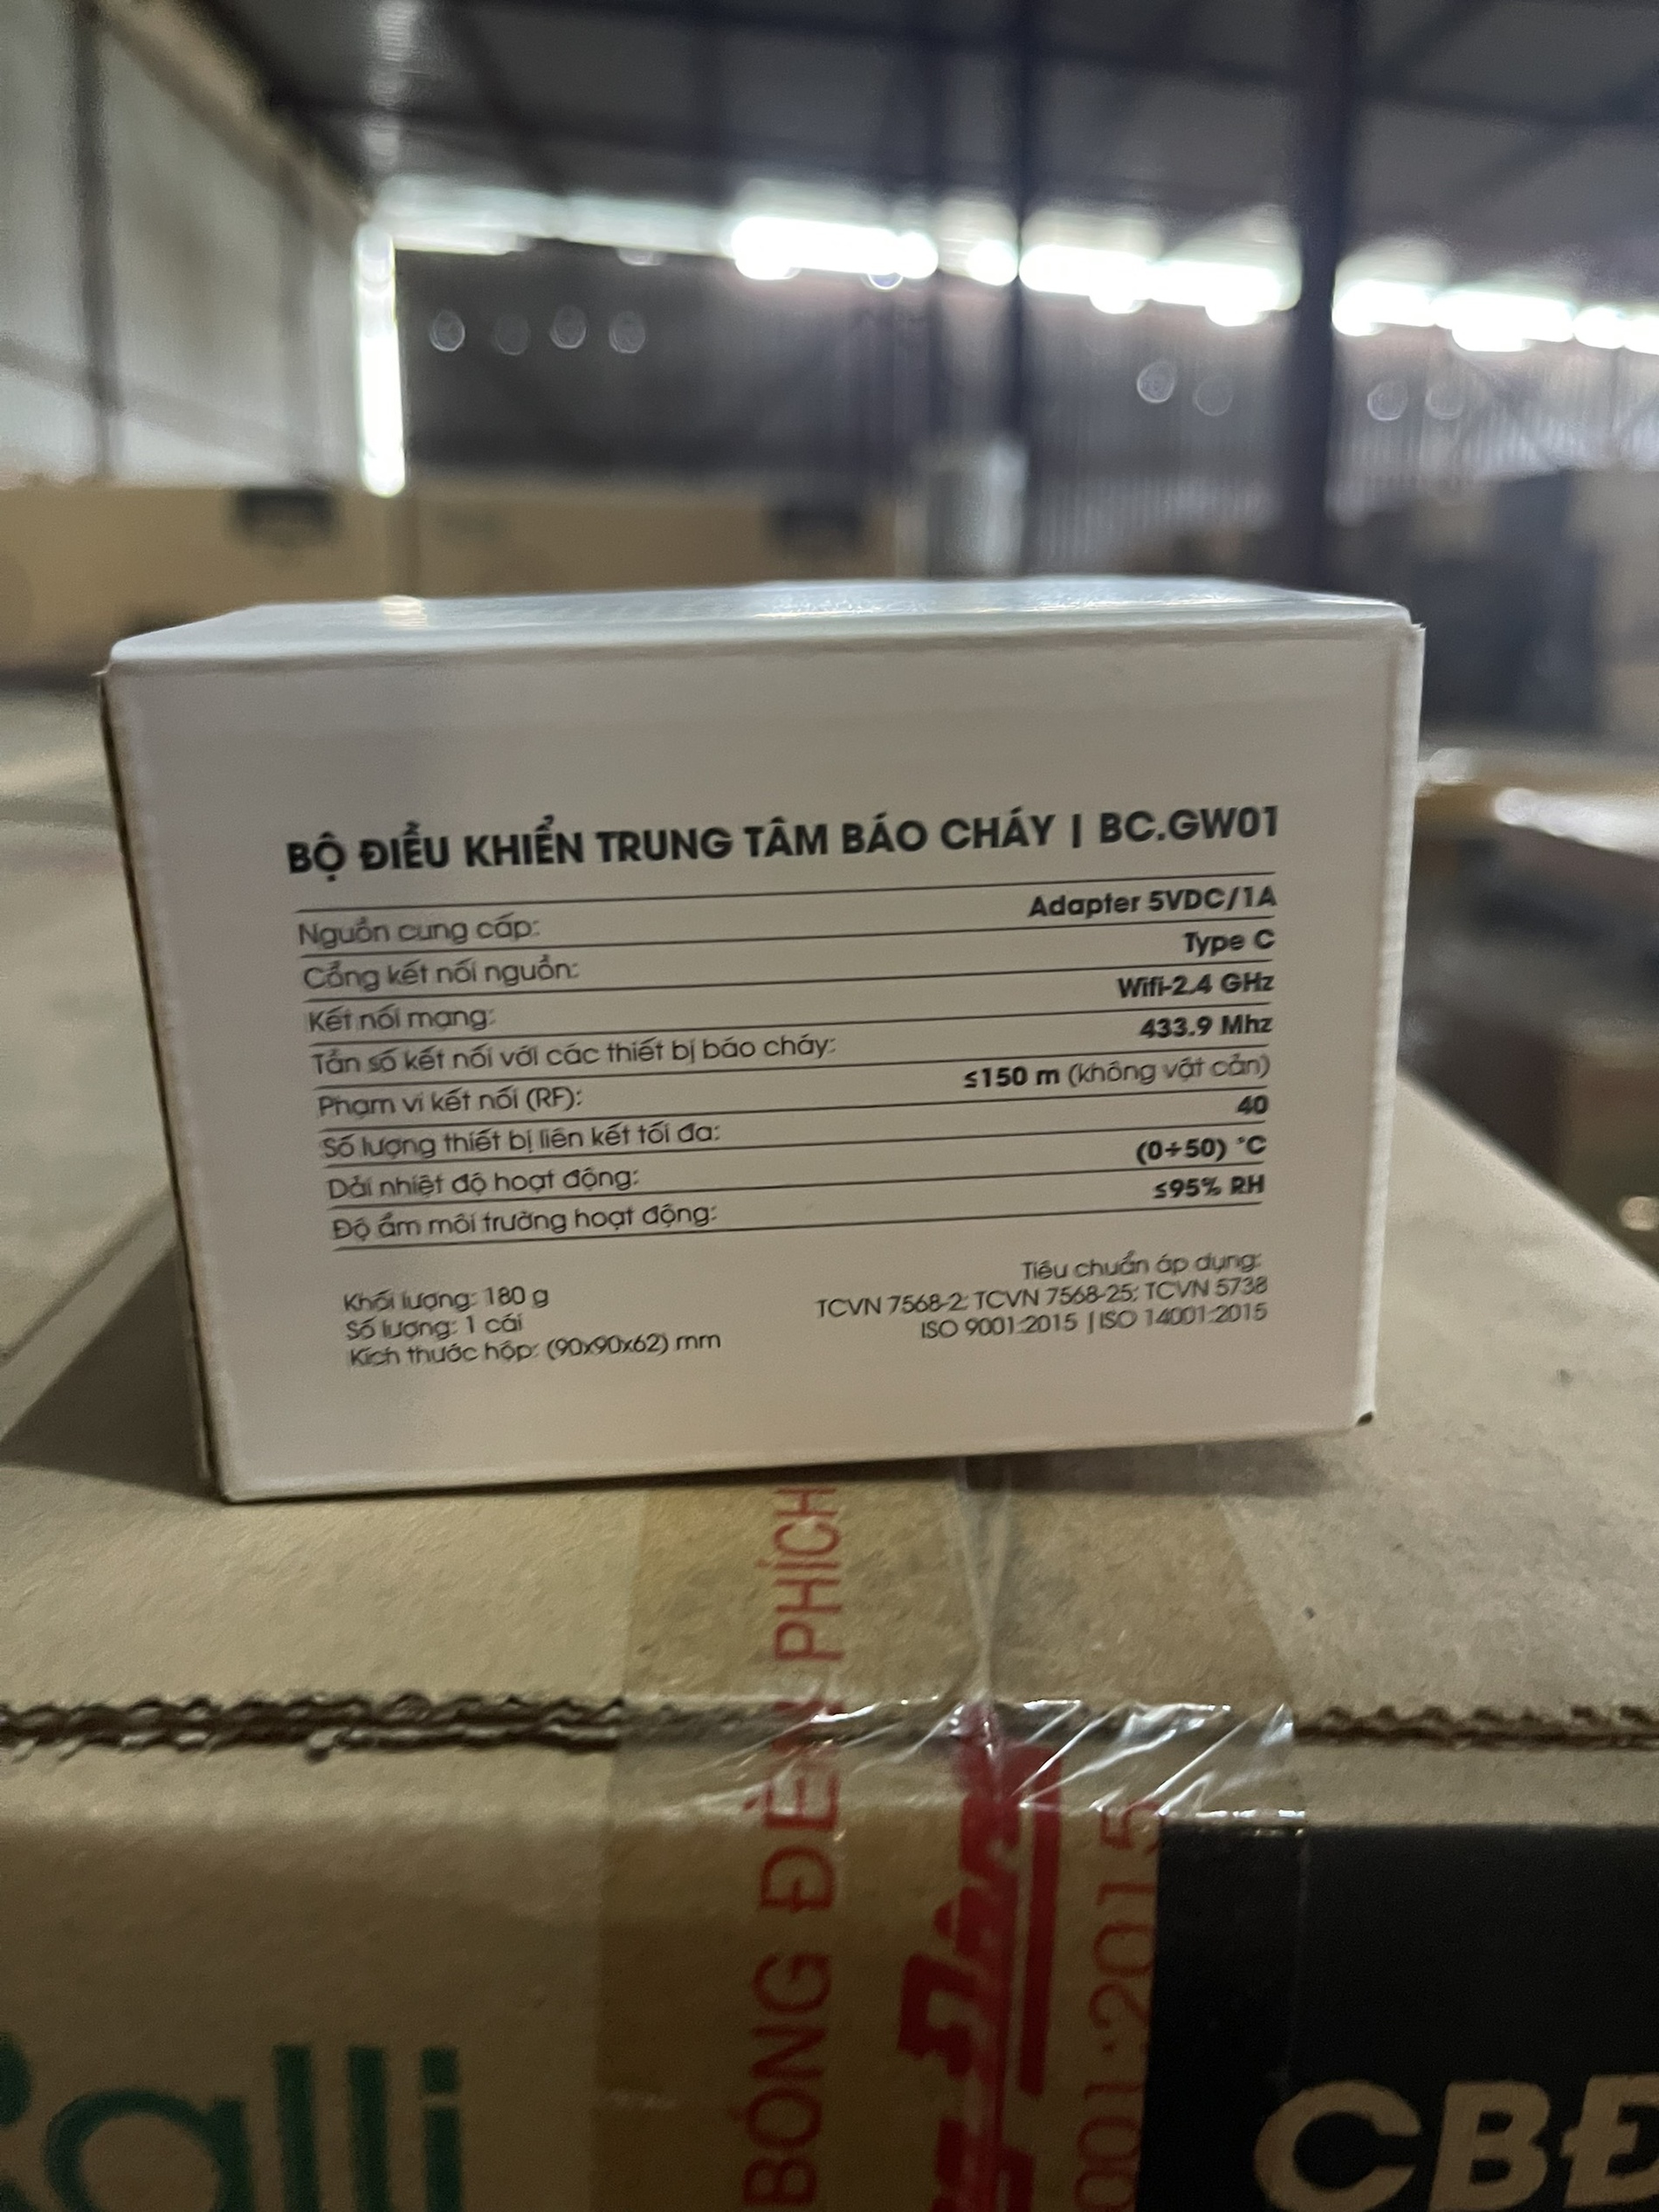 BỘ ĐIỀU KHIỂN TRUNG TÂM BÁO CHÁY | BC.GW01
Nguồn cung cấp: Adapter 5VDC/1A
Cổng kết nối nguồn: Type C
Kết nối mạng: Wifi-2.4 GHz
Tần số kết nối với các thiết bị báo cháy: 433.9 Mhz
Phạm vi kết nối (RF): ≤150 m (không vật cản)
Số lượng thiết bị liên kết tối đa: 40
Dải nhiệt độ hoạt động: (0÷50) °C
Độ ẩm môi trường hoạt động: ≤95% RH
Khối lượng: 180 g
Số lượng: 1 cái
Kích thước hộp: (90x90x62) mm
Tiêu chuẩn áp dụng:
TCVN 7568-2; TCVN 7568-25; TCVN 5738
ISO 9001:2015 | ISO 14001:2015
BÓNG ĐÈN PHÍCH
001:2015
alli
CBĐ